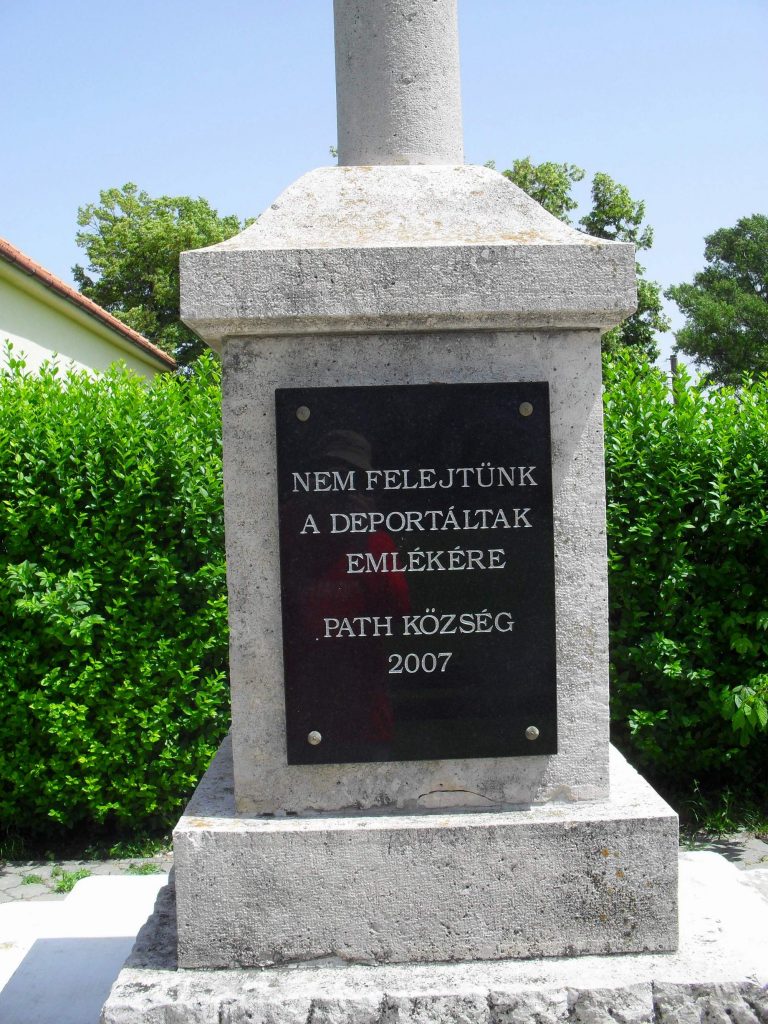 NEM FELEJTÜNK
A DEPORTÁLTAK
EMLÉKÉRE
PATH KÖZSÉG
2007